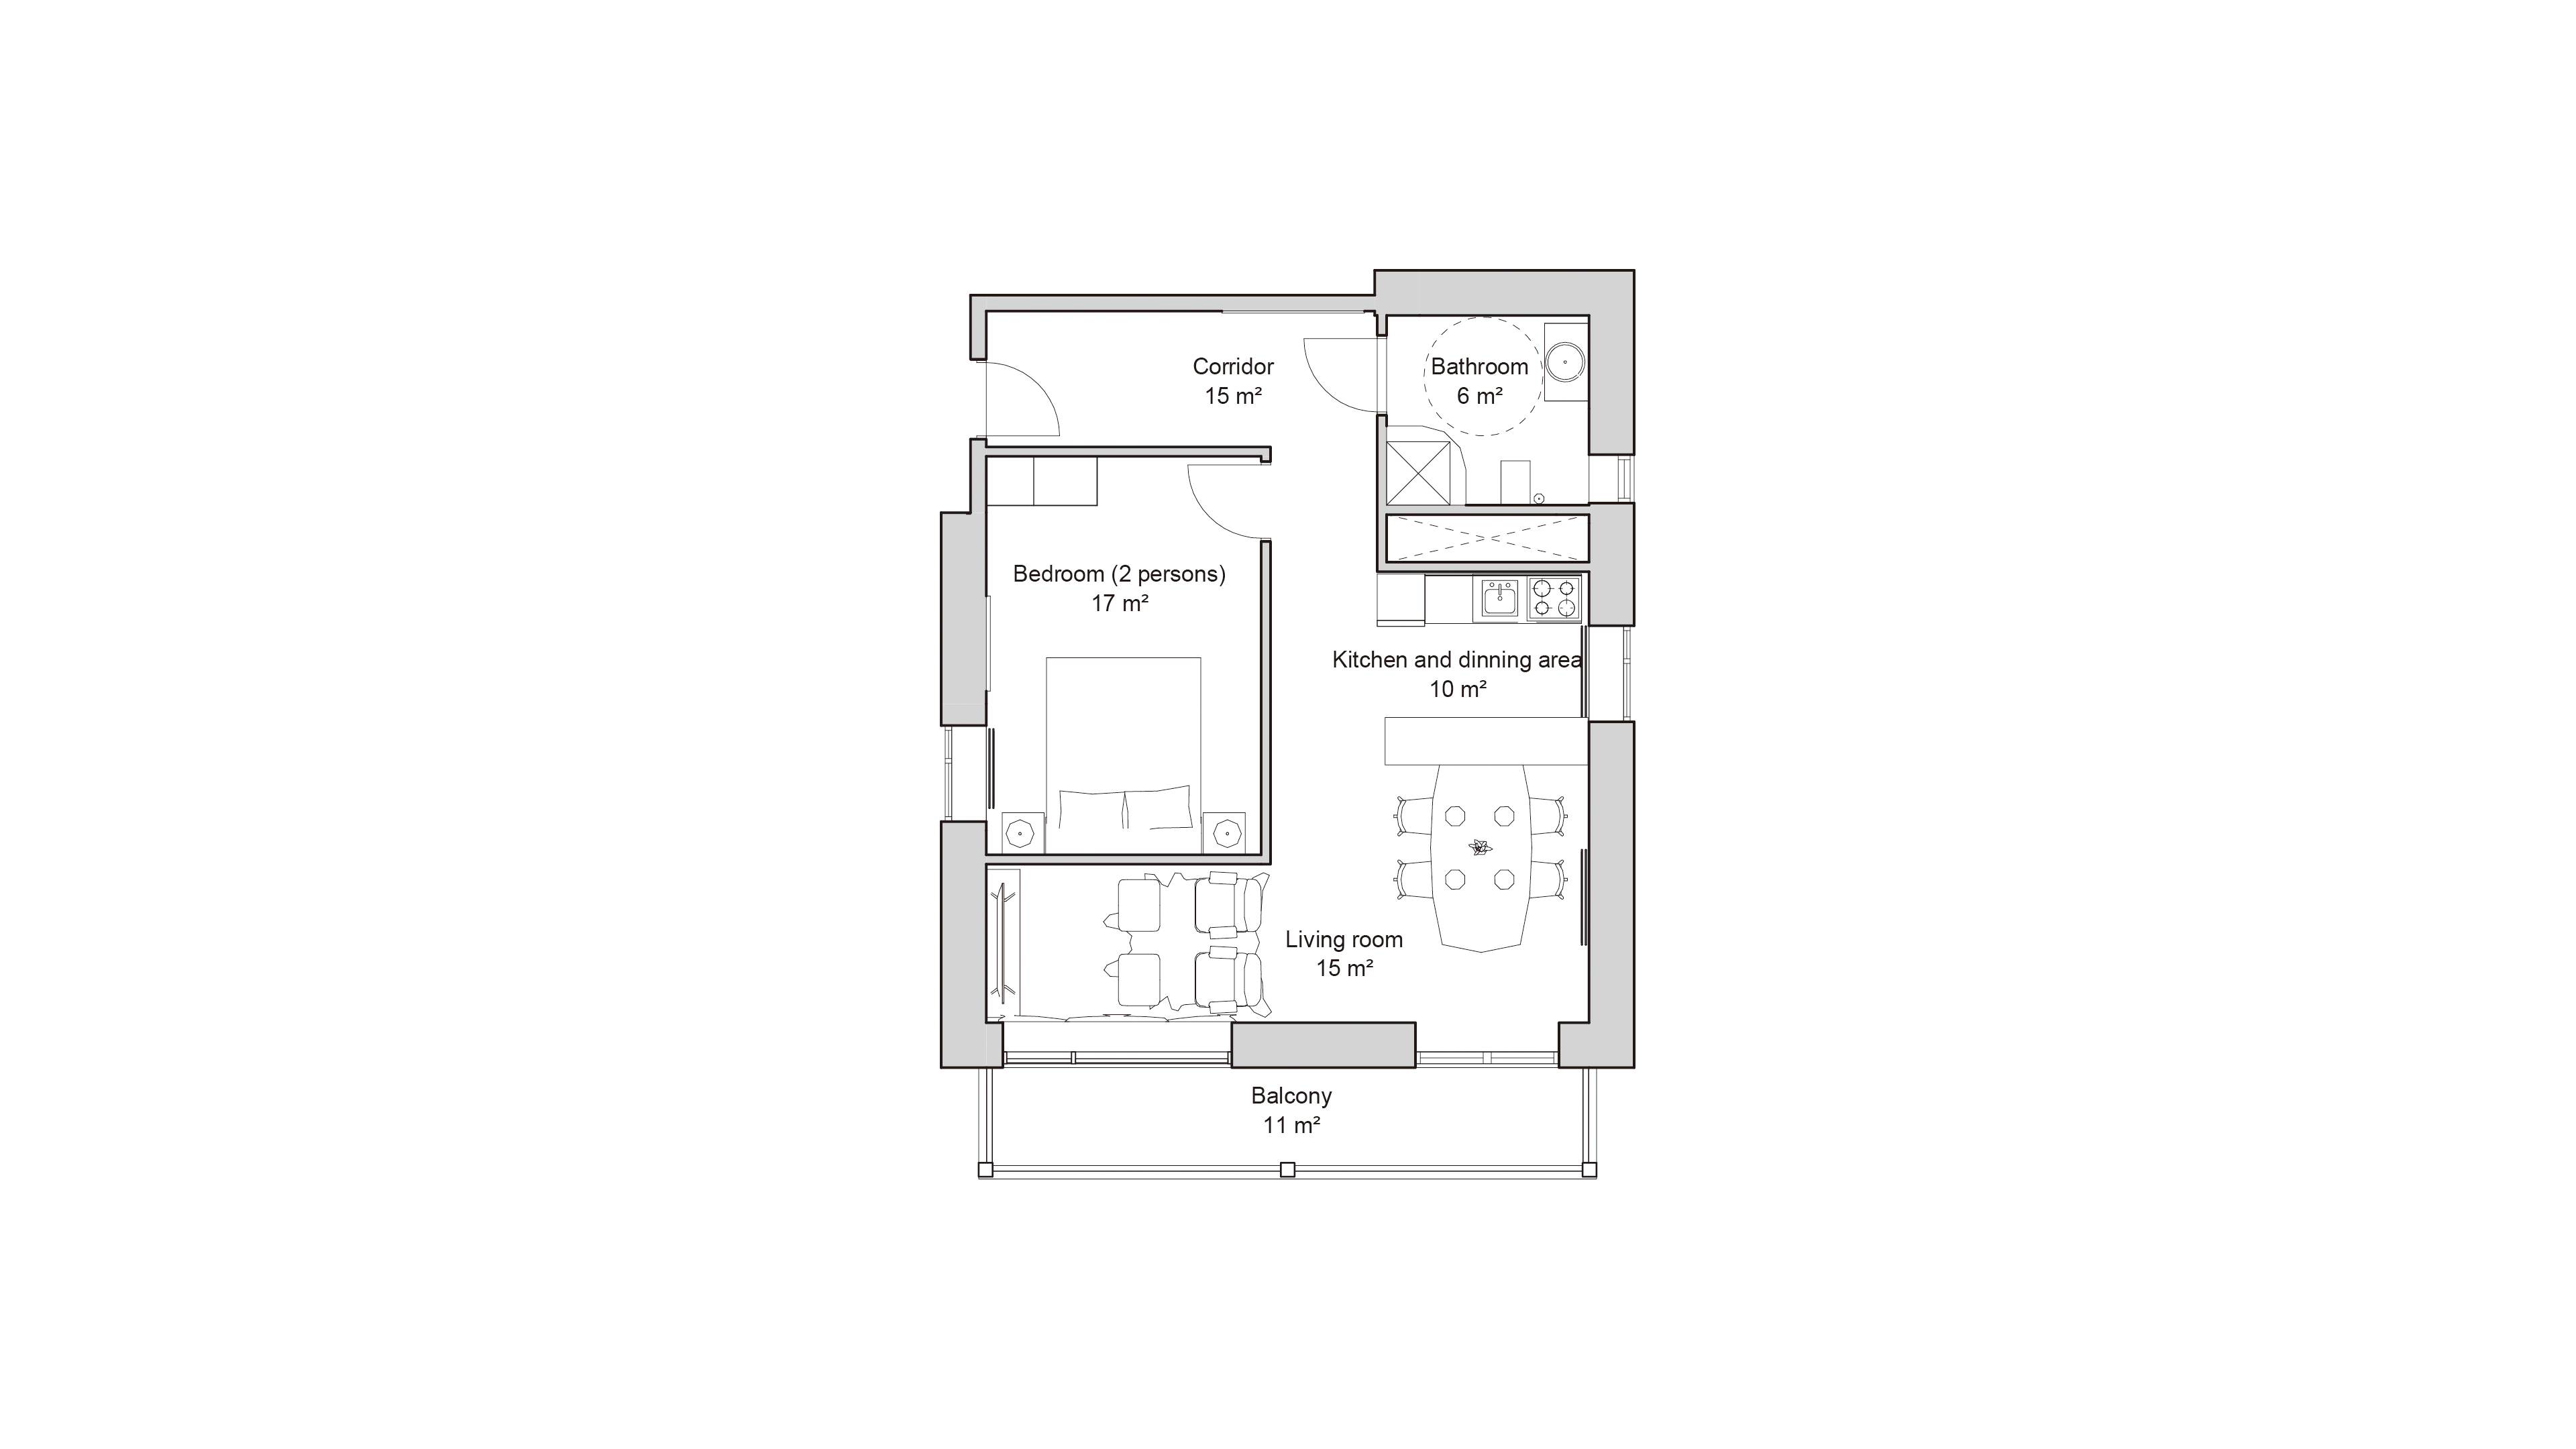 Corridor
15 m²
Bathroom
6 m²
Bedroom (2 persons)
17 m²
Kitchen and dinning area
10 m²
Living room
15 m²
Balcony
11 m²